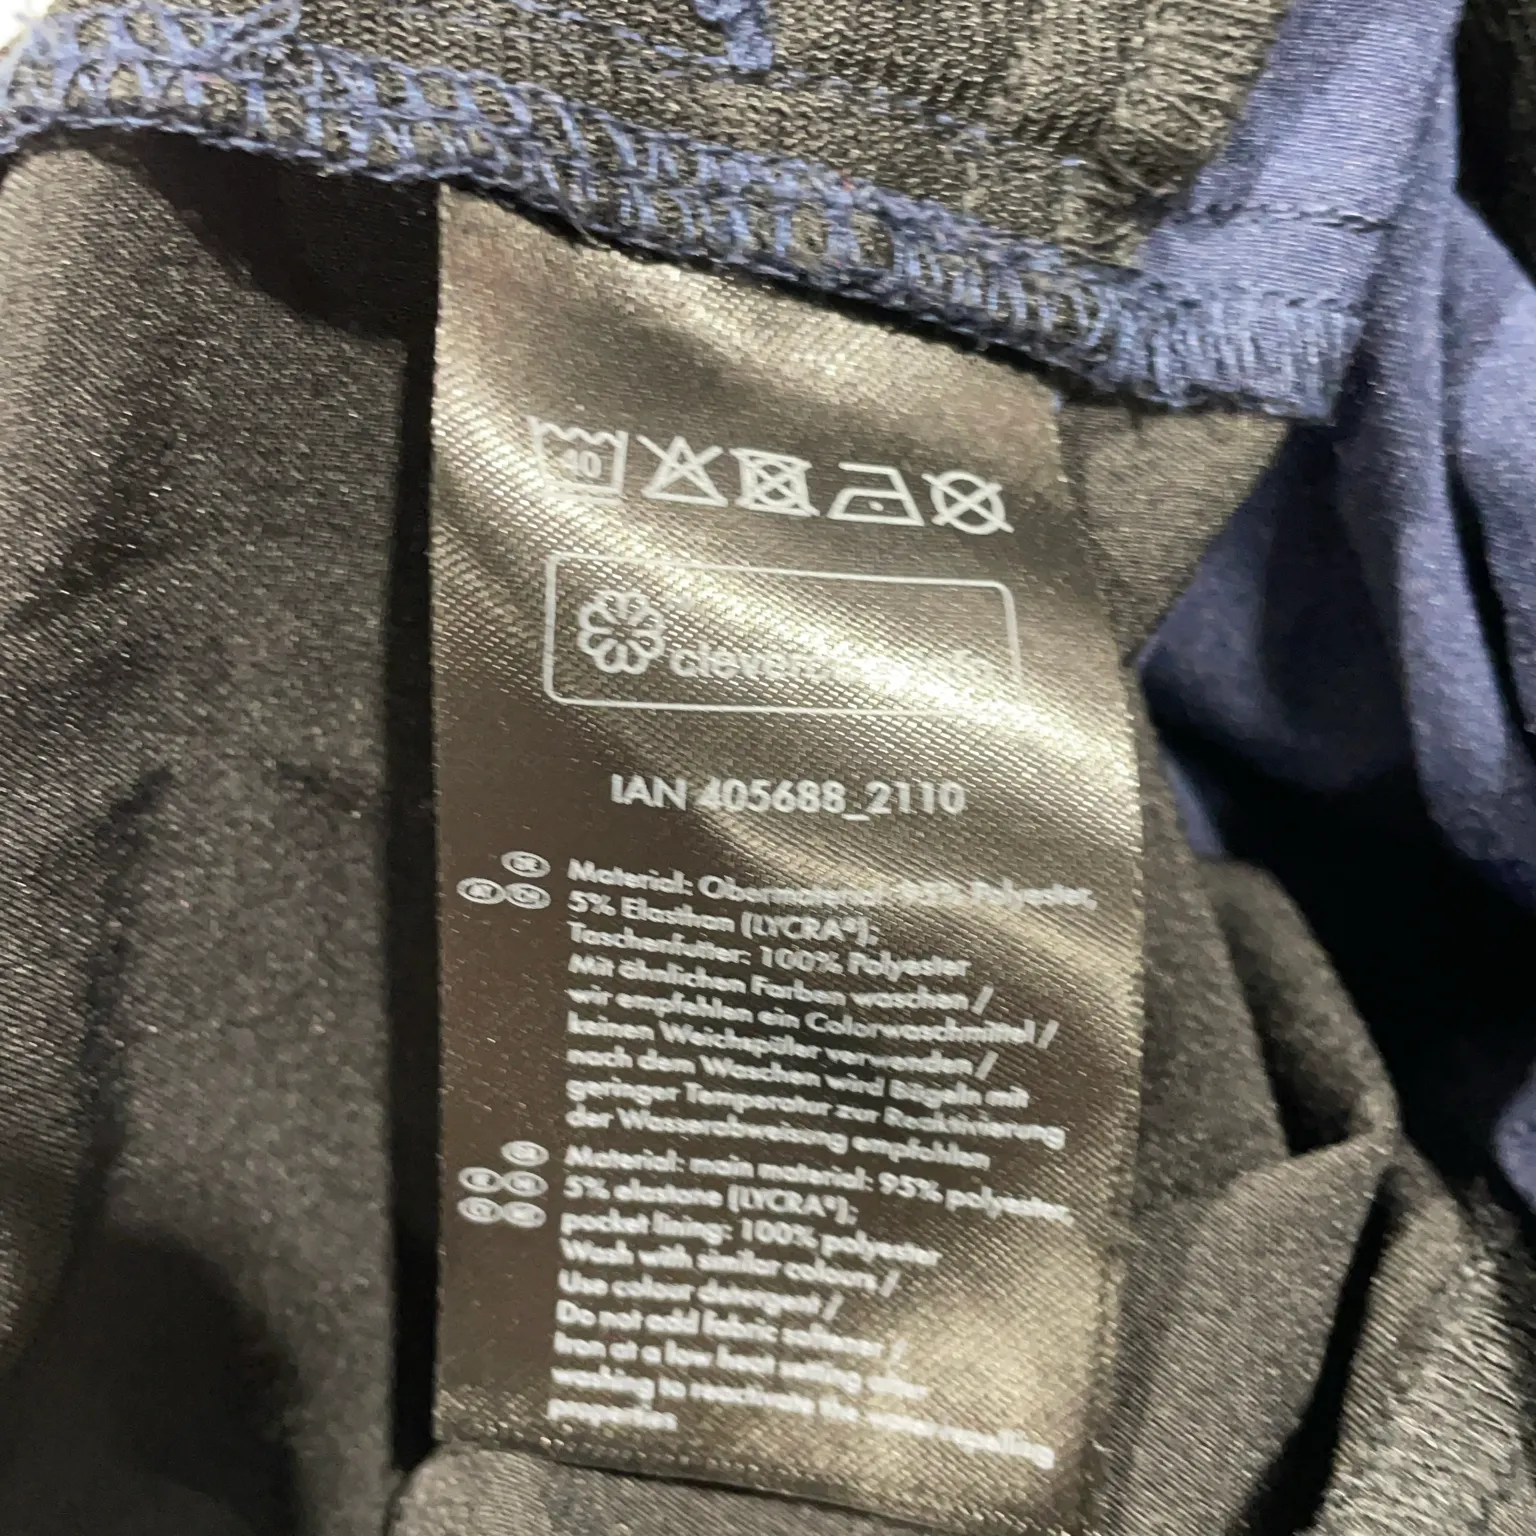 40
IAN 405688_2110
DE
AT CH
Material: Obermaterial: 95% Polyester,
5% Elasthan (LYCRA®);
Taschenfutter: 100% Polyester
Mit ähnlichen Farben waschen /
wir empfehlen ein Colorwaschmittel /
keinen Weichspüler verwenden /
nach dem Waschen wird Bügeln mit
geringer Temperatur zur Reaktivierung
der Wasserabweisung empfohlen
Material: main material: 95% polyester,
5% elastane (LYCRA®);
pocket lining: 100% polyester
Wash with similar colours /
Use colour detergent /
Do not add fabric softener /
Iron at a low heat setting after
washing to reactivate the water-repelling
properties